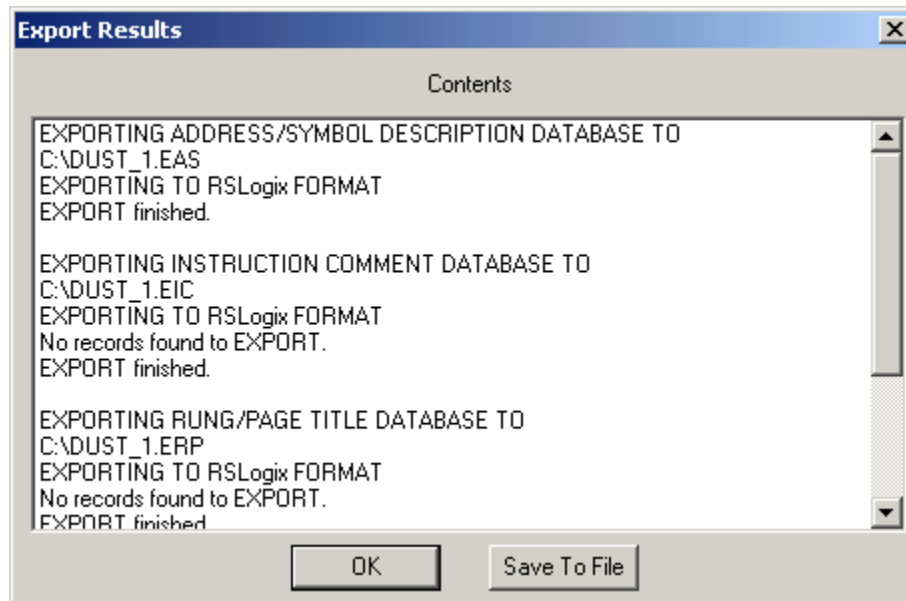 Export Results
Contents
EXPORTING ADDRESS/SYMBOL DESCRIPTION DATABASE TO
C:\DUST_1.EAS
EXPORTING TO RSLogix FORMAT
EXPORT finished.
EXPORTING INSTRUCTION COMMENT DATABASE TO
C:\DUST_1.EIC
EXPORTING TO RSLogix FORMAT
No records found to EXPORT.
EXPORT finished.
EXPORTING RUNG/PAGE TITLE DATABASE TO
C:\DUST_1.ERP
EXPORTING TO RSLogix FORMAT
No records found to EXPORT.
EXPORT finished
OK
Save To File